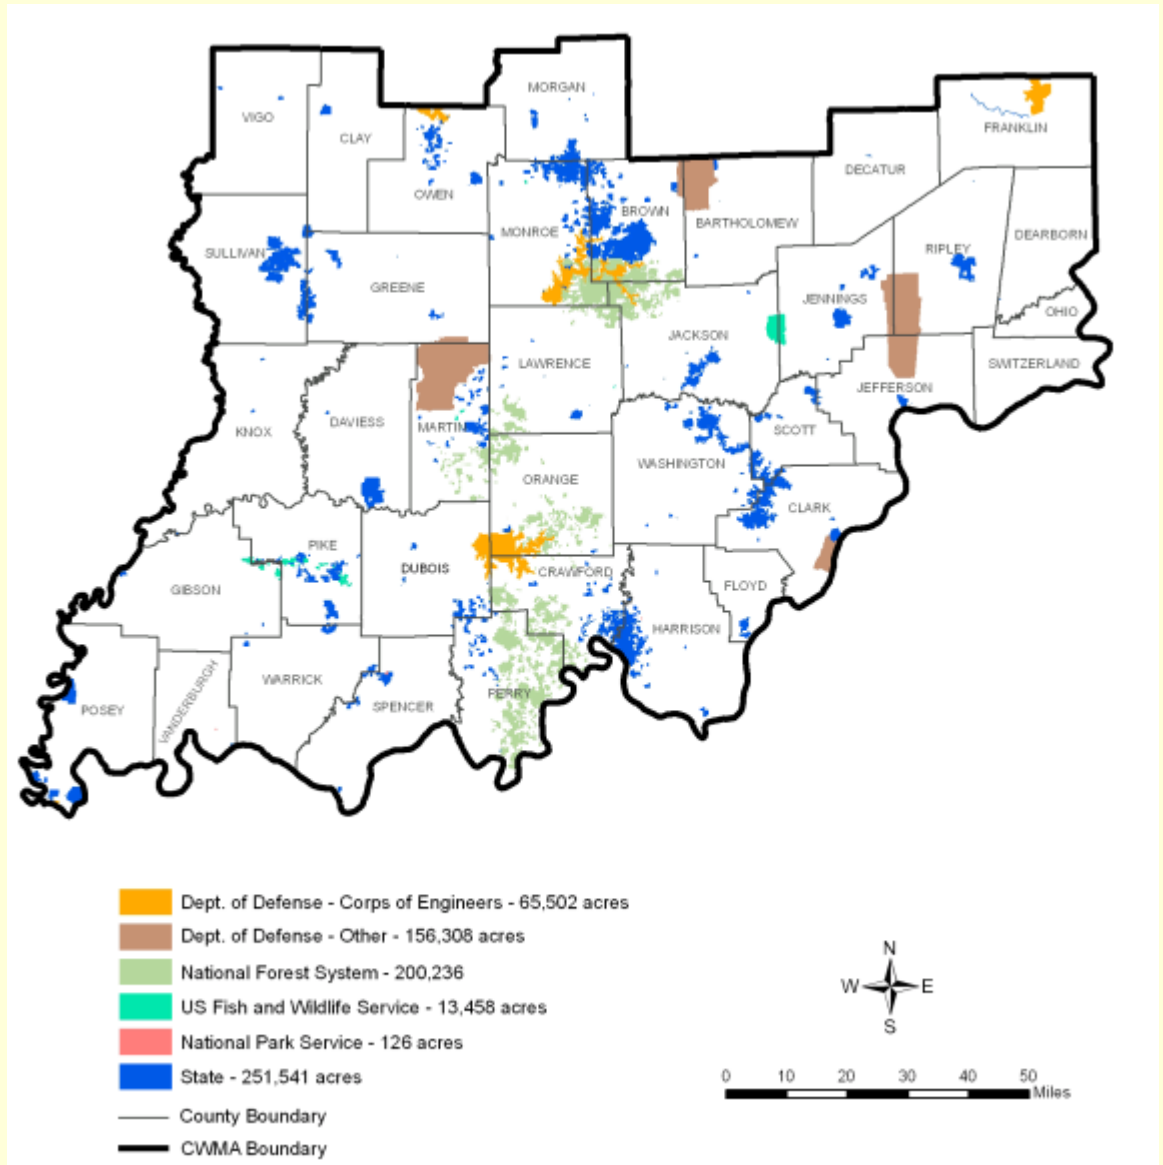 MORGAN
VIGO
CLAY
FRANKLIN
DECATUR
OWEN
BROWN
BARTHOLOMEW
MONROE
DEARBORN
SULLIVAN
RIPLEY
GREENE
JENNINGS
OHIO
JACKSON
LAWRENCE
SWITZERLAND
JEFFERSON
KNOX
DAVIESS
MARTIN
SCOTT
WASHINGTON
ORANGE
CLARK
PIKE
DUBOIS
CRAWFORD
GIBSON
FLOYD
HARRISON
WARRICK
PERRY
SPENCER
POSEY
VANDERBURGH
Dept. of Defense - Corps of Engineers - 65,502 acres
Dept. of Defense - Other - 156,308 acres
National Forest System - 200,236
US Fish and Wildlife Service - 13,458 acres
National Park Service - 126 acres
State - 251,541 acres
County Boundary
CWMA Boundary
N
W E
S
0 10 20 30 40 50
Miles